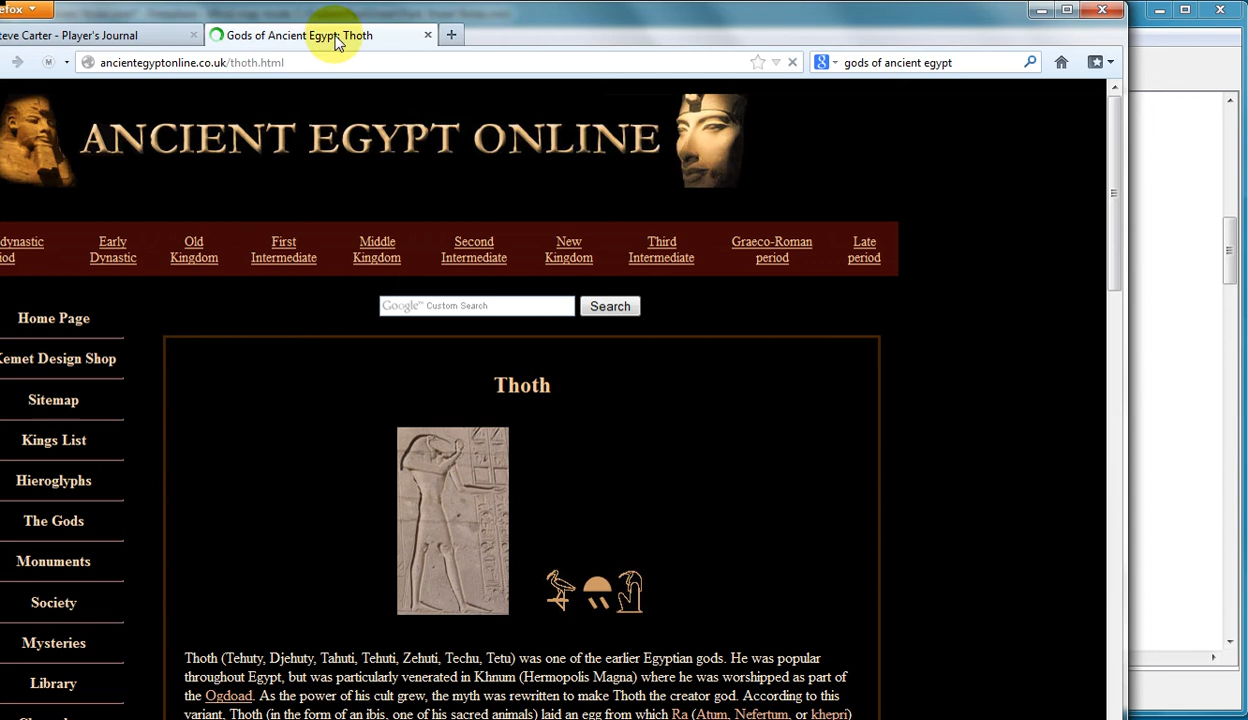 efox
teve Carter - Player's Journal
Gods of Ancient Egypt: Thoth
ancientegyptonline.co.uk/thoth.html
gods of ancient egypt
ANCIENT EGYPT ONLINE
dynastic
iod
Early
Dynastic
Old
Kingdom
First
Intermediate
Middle
Kingdom
Second
Intermediate
New
Kingdom
Third
Intermediate
Graeco-Roman
period
Late
period
Google™ Custom Search
Search
Home Page
Kemet Design Shop
Sitemap
Kings List
Hieroglyphs
The Gods
Monuments
Society
Mysteries
Library
Thoth
Thoth (Tehuty, Djehuty, Tahuti, Tehuti, Zehuti, Techu, Tetu) was one of the earlier Egyptian gods. He was popular
throughout Egypt, but was particularly venerated in Khnum (Hermopolis Magna) where he was worshipped as part of
the Ogdoad. As the power of his cult grew, the myth was rewritten to make Thoth the creator god. According to this
variant, Thoth (in the form of an ibis, one of his sacred animals) laid an egg from which Ra (Atum, Nefertum, or khepri)